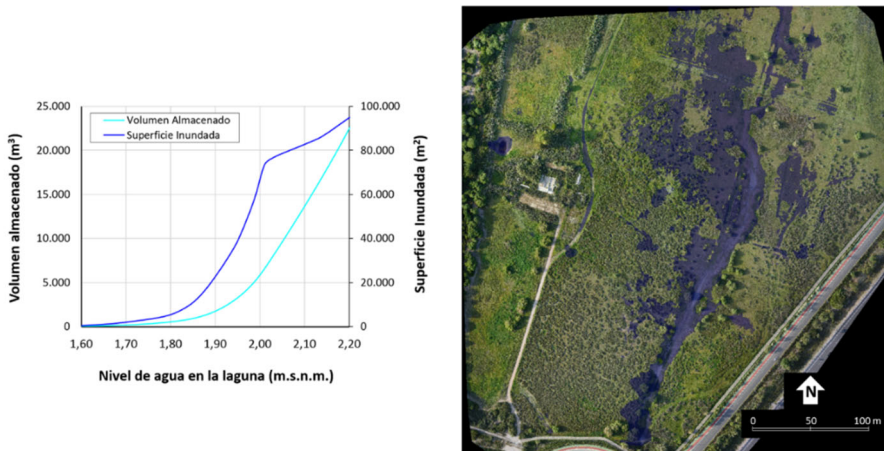 Volumen Almacenado
Superficie Inundada
Volumen almacenado (m³)
25.000
20.000
15.000
10.000
5.000
0
100.000
80.000
60.000
40.000
20.000
0
Superficie Inundada (m²)
1,60 1,70 1,80 1,90 2,00 2,10 2,20
Nivel de agua en la laguna (m.s.n.m.)
N
0 50 100 m